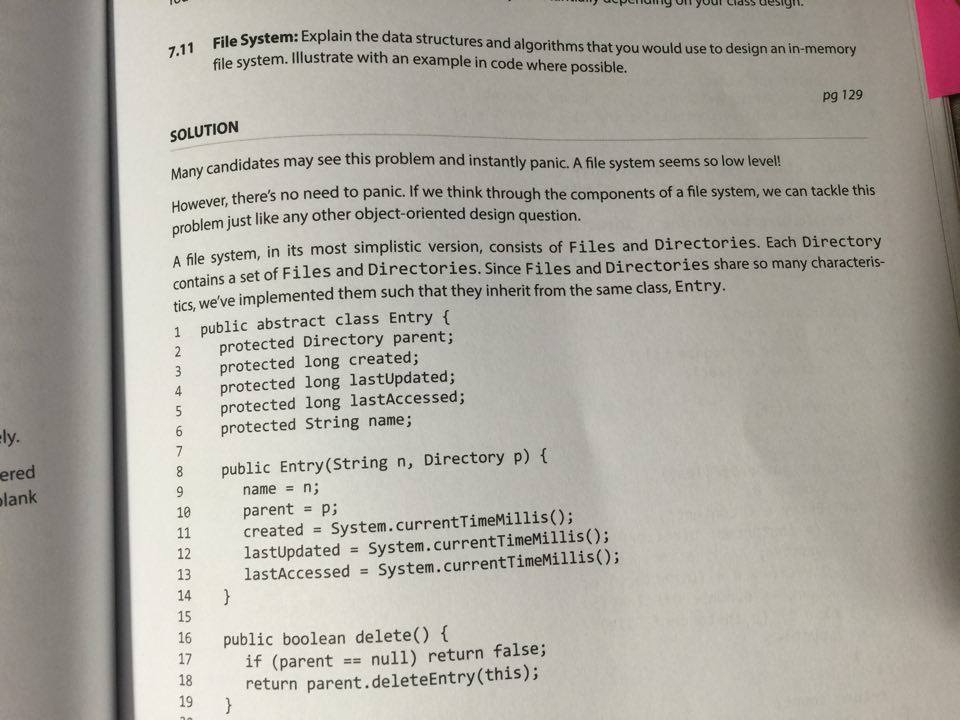 depending on your class design.
7.11 File System: Explain the data structures and algorithms that you would use to design an in-memory
file system. Illustrate with an example in code where possible.
pg 129
SOLUTION
Many candidates may see this problem and instantly panic. A file system seems so low level!
However, there's no need to panic. If we think through the components of a file system, we can tackle this
problem just like any other object-oriented design question.
A file system, in its most simplistic version, consists of Files and Directories. Each Directory
contains a set of Files and Directories. Since Files and Directories share so many characteris-
tics, we've implemented them such that they inherit from the same class, Entry.
1 public abstract class Entry {
2 protected Directory parent;
3 protected long created;
4 protected long lastUpdated;
5 protected long lastAccessed;
6 protected String name;
7
8 public Entry(String n, Directory p) {
9 name = n;
10 parent = p;
11 created = System.currentTimeMillis();
12 lastUpdated = System.currentTimeMillis();
13 lastAccessed = System.currentTimeMillis();
14 }
15
16 public boolean delete() {
17 if (parent == null) return false;
18 return parent.deleteEntry(this);
19 }